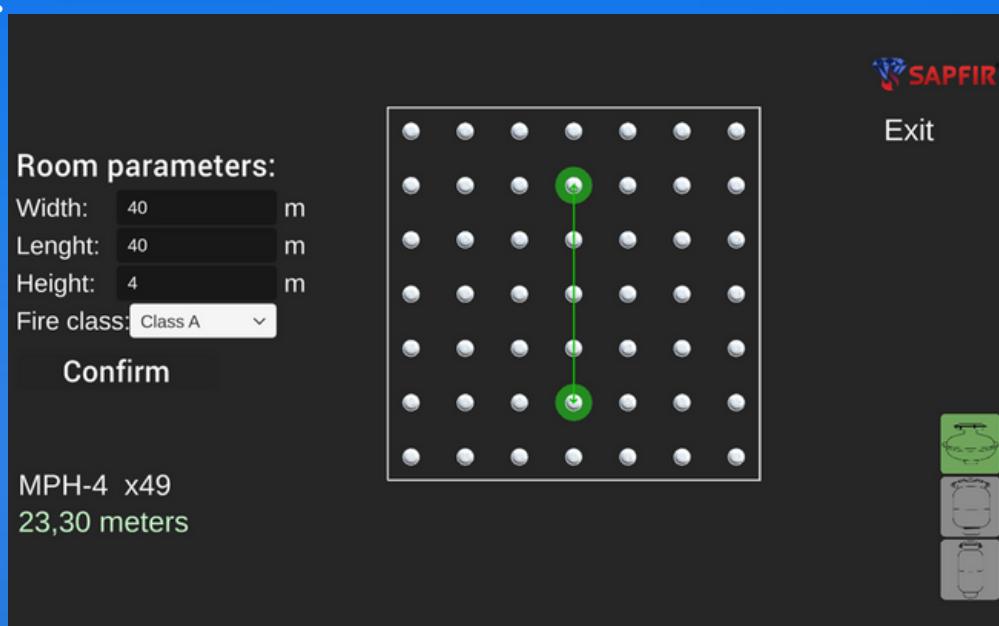 SAPFIR
Exit
Room parameters:
Width: 40 m
Lenght: 40 m
Height: 4 m
Fire class: Class A
Confirm
MPH-4 x49
23,30 meters